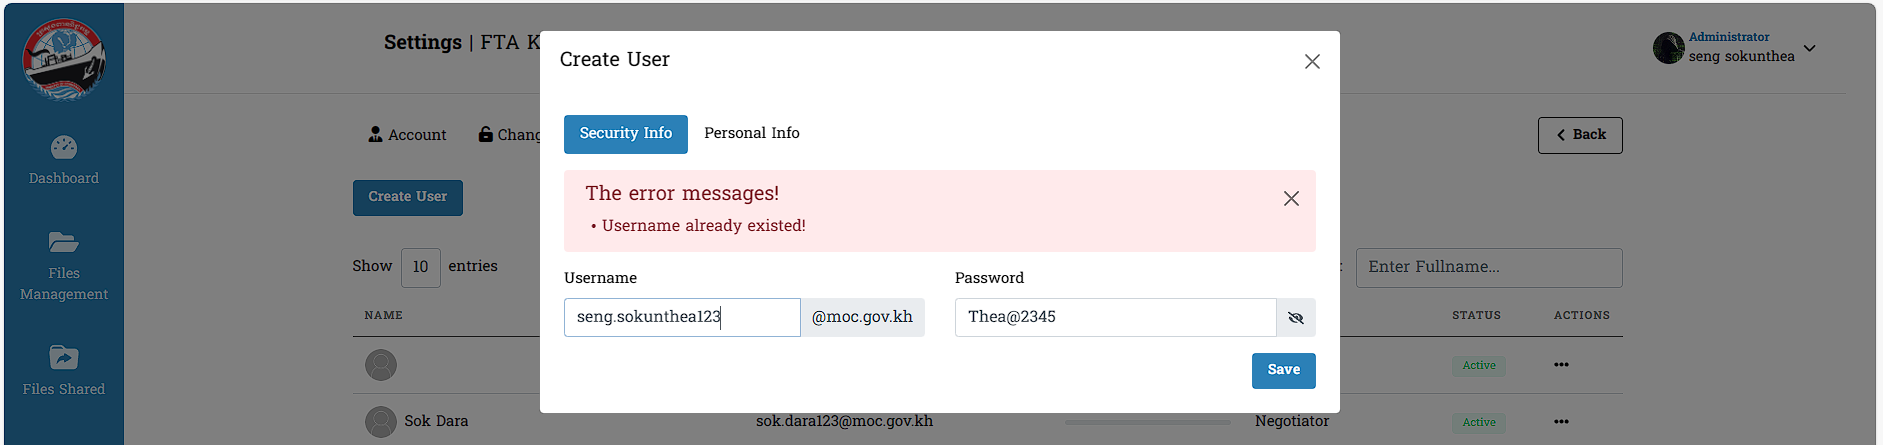 Settings | FTA K
Administrator
seng sokunthea
Create User
Security Info
Personal Info
Account
Chang
Back
Dashboard
Create User
The error messages!
• Username already existed!
Files
Management
Show 10 entries
Enter Fullname...
Username
Password
seng.sokunthea123 @moc.gov.kh
Thea@2345
NAME
STATUS
ACTIONS
Files Shared
Save
Active
Sok Dara
sok.dara123@moc.gov.kh
Negotiator
Active